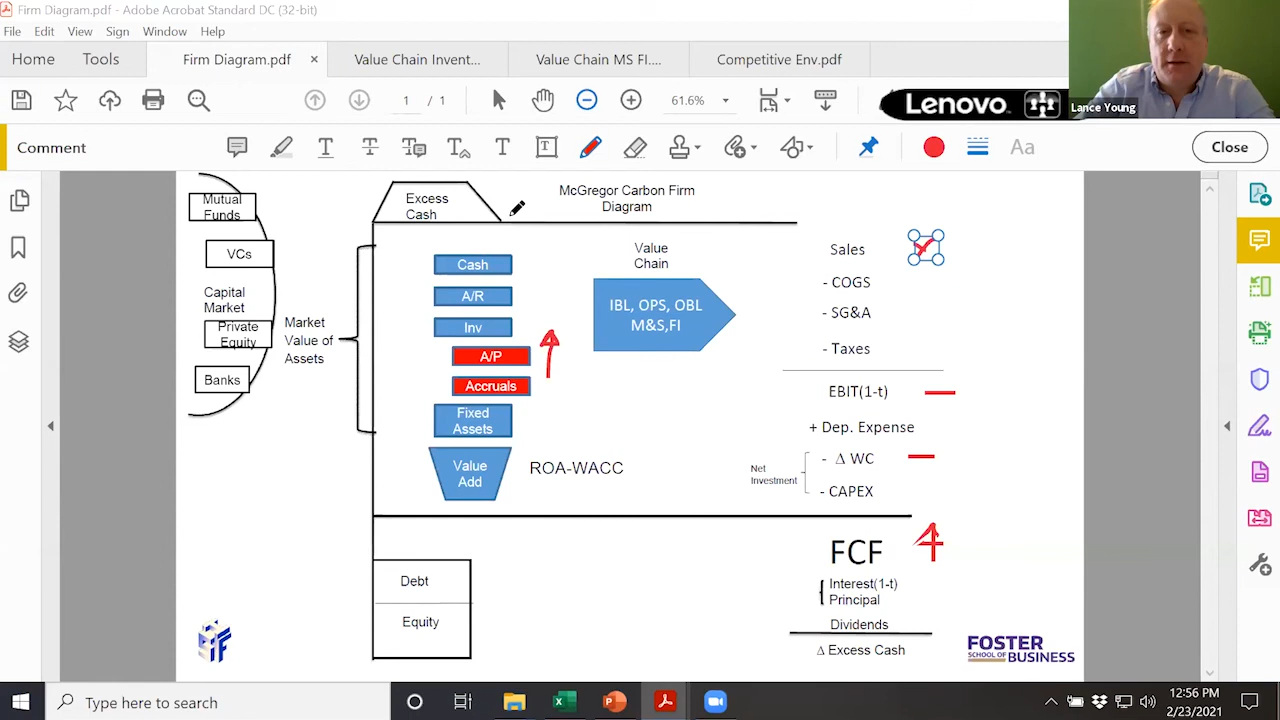 Firm Diagram.pdf - Adobe Acrobat Standard DC (32-bit)
File Edit View Sign Window Help
Home Tools Firm Diagram.pdf × Value Chain Invent... Value Chain MS FI.... Competitive Env.pdf
1 / 1 61.6%
Lenovo
Lance Young
Comment
Aa
Close
McGregor Carbon Firm
Diagram
Mutual
Funds
VCs
Capital
Market
Private
Equity
Banks
Market
Value of
Assets
Excess
Cash
Cash
A/R
Inv
A/P
Accruals
Fixed
Assets
Value
Add
ROA-WACC
Value
Chain
IBL, OPS, OBL
M&S,FI
Sales
- COGS
- SG&A
- Taxes
EBIT(1-t)
+ Dep. Expense
- Δ WC
- CAPEX
Net
Investment
FCF
Interest(1-t)
Principal
Dividends
Δ Excess Cash
Debt
Equity
FOSTER
SCHOOL OF BUSINESS
Type here to search
12:56 PM
2/23/2021